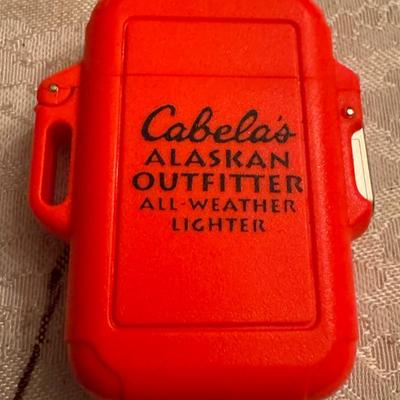 Cabela's
ALASKAN
OUTFITTER
ALL-WEATHER
LIGHTER